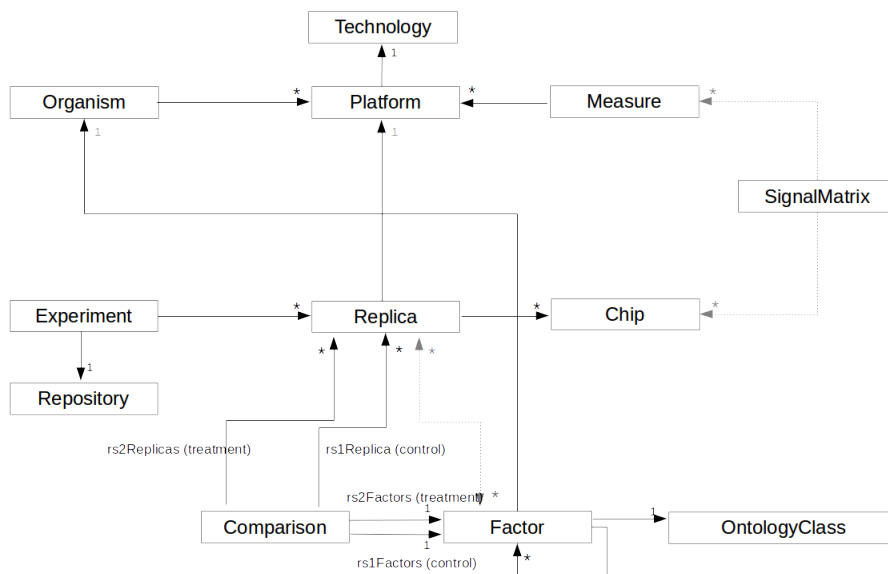 Technology
1
* *
Organism Platform Measure *
1 1
SignalMatrix
* * *
Experiment Replica Chip
* * *
1
Repository
rs2Replicas (treatment) rs1Replica (control)
rs2Factors (treatment) *
1 1
Comparison Factor OntologyClass
1
rs1Factors (control) *